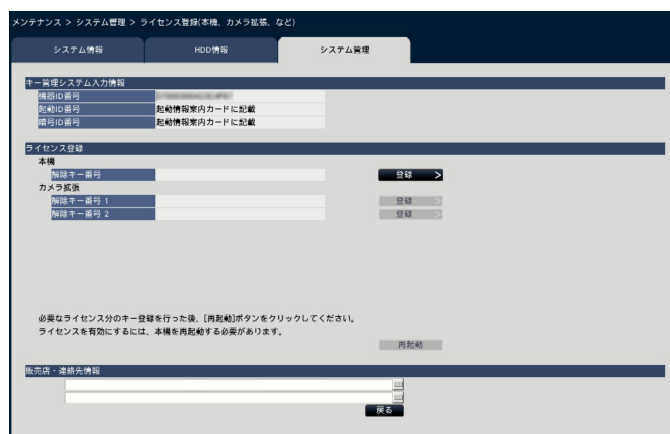 メンテナンス > システム管理 > ライセンス登録(本機、カメラ拡張、など)
システム情報 HDD情報 システム管理
キー管理システム入力情報
機器ID番号
起動ID番号 起動情報案内カードに記載
暗号ID番号 起動情報案内カードに記載
ライセンス登録
本機
解除キー番号 登録 >
カメラ拡張
解除キー番号 1 登録 >
解除キー番号 2 登録 >
必要なライセンス分のキー登録を行った後、[再起動]ボタンをクリックしてください。
ライセンスを有効にするには、本機を再起動する必要があります。
再起動
販売店・連絡先情報
戻る